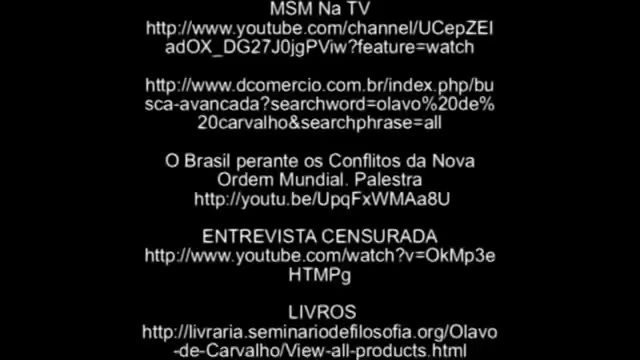 MSM Na TV
http://www.youtube.com/channel/UCepZEI
adOX_DG27J0jgPViw?feature=watch
http://www.dcomercio.com.br/index.php/bu
sca-avancada?searchword=olavo%20de%
20carvalho&searchphrase=all
O Brasil perante os Conflitos da Nova
Ordem Mundial. Palestra
http://youtu.be/UpqFxWMAa8U
ENTREVISTA CENSURADA
http://www.youtube.com/watch?v=OkMp3e
HTMPg
LIVROS
http://livraria.seminariodefilosofia.org/Olavo
-de-Carvalho/View-all-products.html